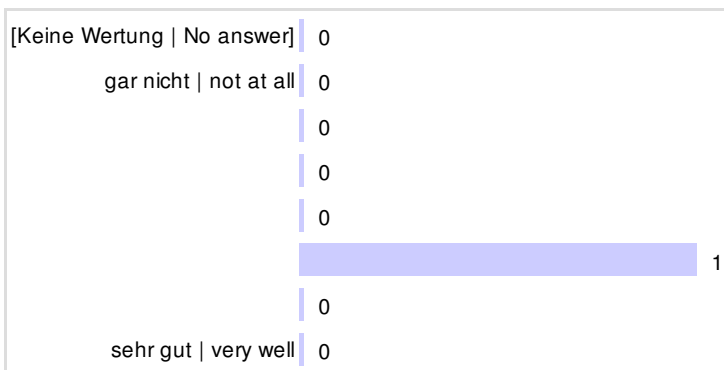 [Keine Wertung | No answer] 0
gar nicht | not at all 0
0
0
0
1
0
sehr gut | very well 0